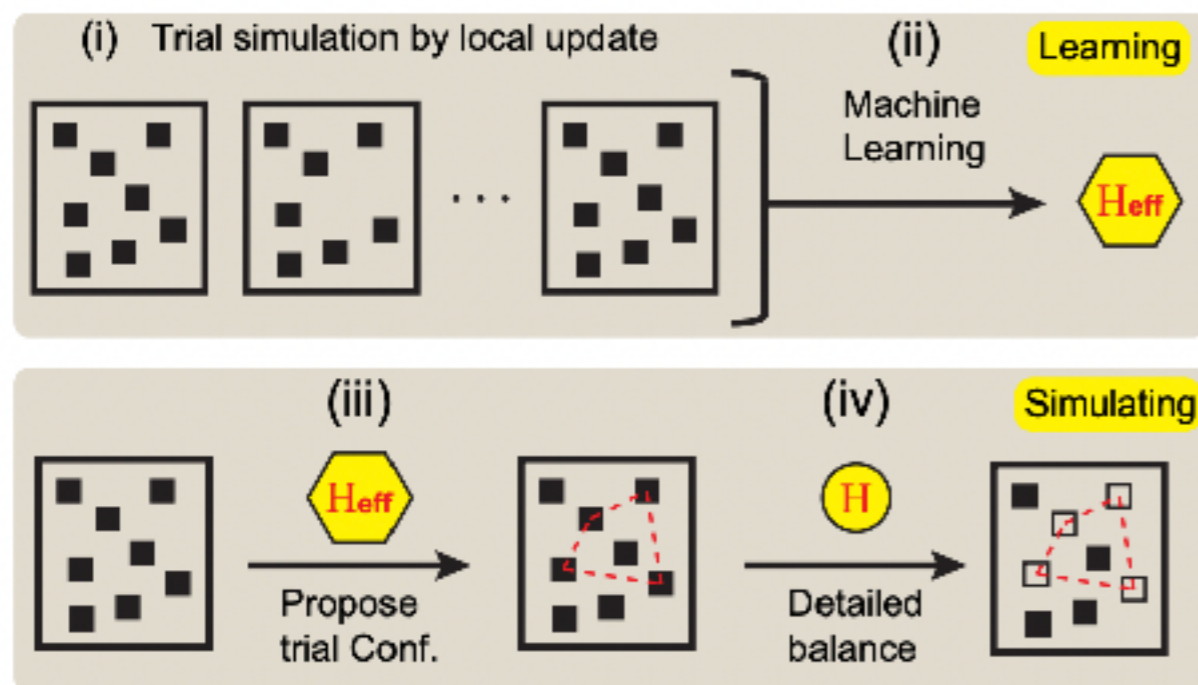 (i) Trial simulation by local update
(ii)
Learning
Machine
Learning
...
Heff
(iii)
(iv)
Simulating
Heff
H
Propose
trial Conf.
Detailed
balance